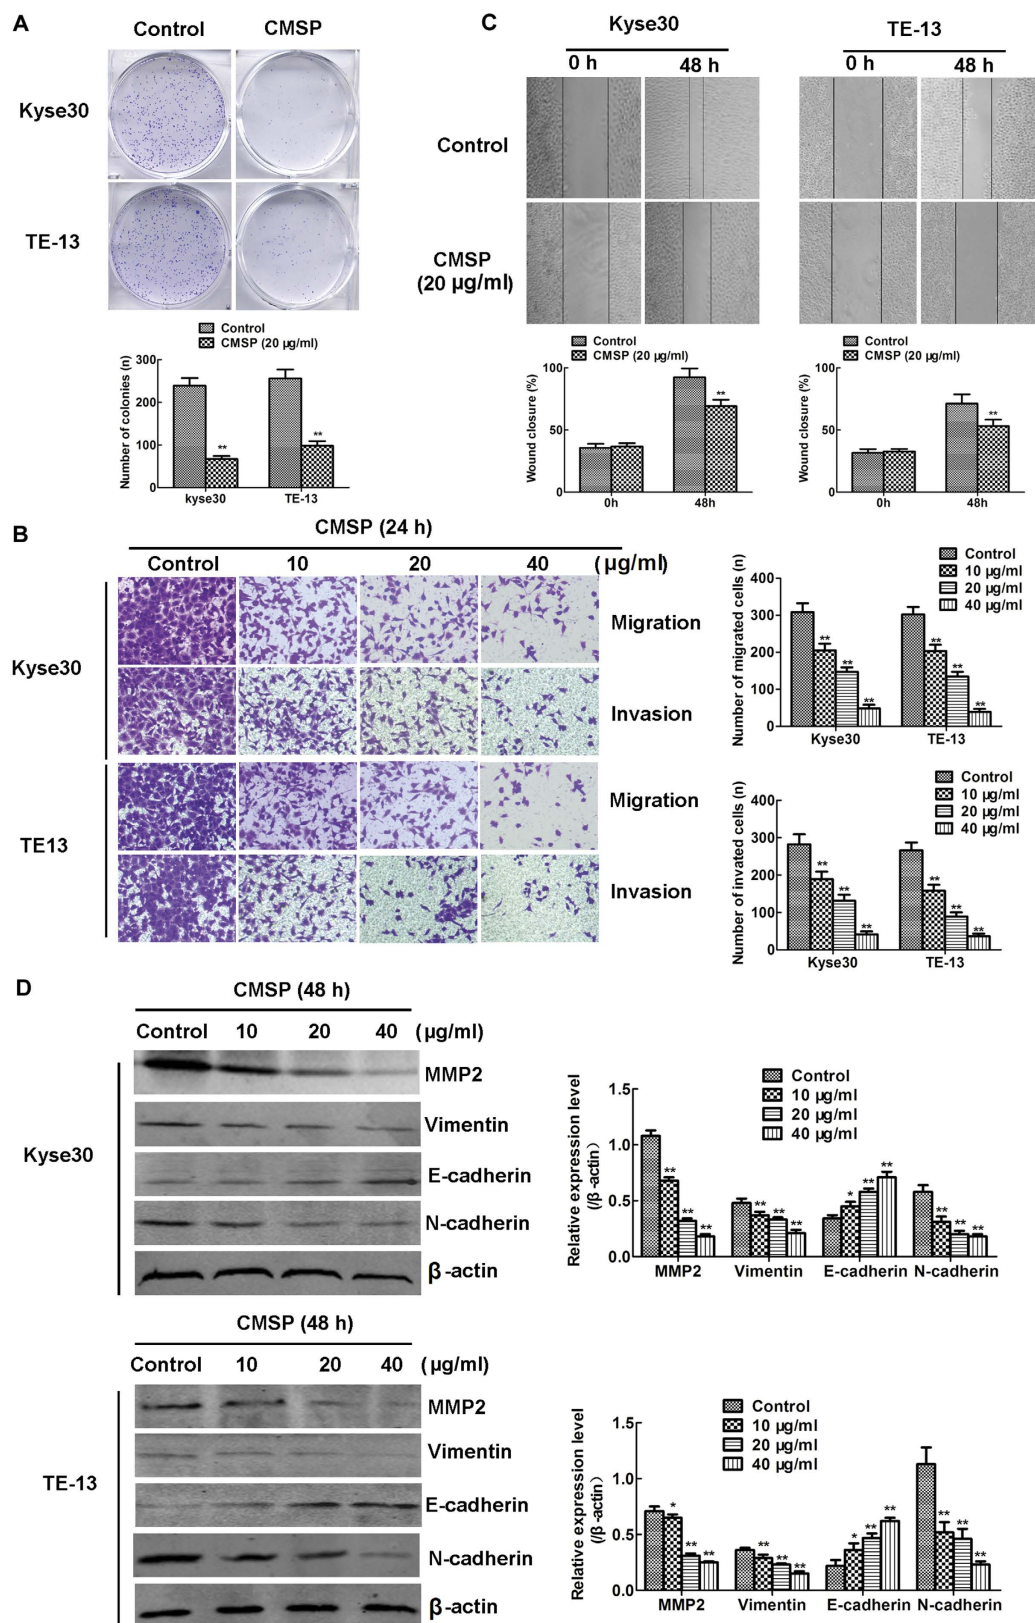 A
Control CMSP
Kyse30
TE-13
Control
CMSP (20 µg/ml)
Number of colonies (n)
300
200
100
0
** **
kyse30 TE-13
C
Kyse30 TE-13
0 h 48 h 0 h 48 h
Control
CMSP
(20 µg/ml)
Control
CMSP (20 µg/ml)
Wound closure (%)
100
50
0
**
0h 48h
Control
CMSP (20 µg/ml)
Wound closure (%)
100
50
0
**
0h 48h
B
CMSP (24 h)
Control 10 20 40 (µg/ml)
Kyse30
Migration
Invasion
TE13
Migration
Invasion
Control
10 µg/ml
20 µg/ml
40 µg/ml
Number of migrated cells (n)
400
300
200
100
0
** ** ** ** ** **
Kyse30 TE-13
Control
10 µg/ml
20 µg/ml
40 µg/ml
Number of invated cells (n)
400
300
200
100
0
** ** ** ** ** **
Kyse30 TE-13
D
CMSP (48 h)
Control 10 20 40 (µg/ml)
Kyse30
MMP2
Vimentin
E-cadherin
N-cadherin
β-actin
Control
10 µg/ml
20 µg/ml
40 µg/ml
Relative expression level
(/β-actin)
1.5
1.0
0.5
0.0
** ** ** ** ** ** * ** ** ** ** **
MMP2 Vimentin E-cadherin N-cadherin
CMSP (48 h)
Control 10 20 40 (µg/ml)
TE-13
MMP2
Vimentin
E-cadherin
N-cadherin
β-actin
Control
10 µg/ml
20 µg/ml
40 µg/ml
Relative expression level
(/β-actin)
1.5
1.0
0.5
0.0
* ** ** ** ** ** * ** ** ** ** **
MMP2 Vimentin E-cadherin N-cadherin